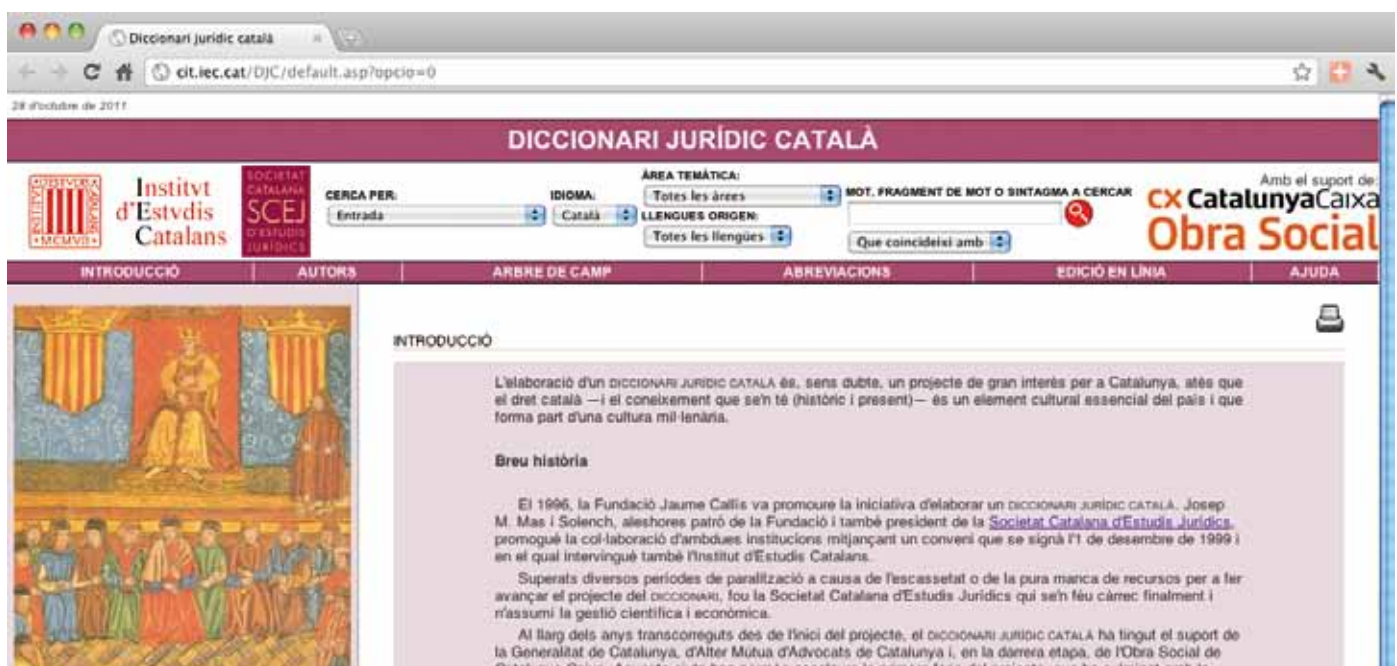 Diccionari jurídic català
cit.iec.cat/DJC/default.asp?opcio=0
28 d'octubre de 2011
DICCIONARI JURÍDIC CATALÀ
Institvt
d'Estvdis
Catalans
MCMVII
SOCIETAT
CATALANA
SCEJ
D'ESTUDIS
JURÍDICS
CERCA PER:
Entrada
IDIOMA:
Català
ÀREA TEMÀTICA:
Totes les àrees
LLENGUES ORIGEN:
Totes les llengües
MOT, FRAGMENT DE MOT O SINTAGMA A CERCAR
Que coincideixi amb
Amb el suport de:
CX CatalunyaCaixa
Obra Social
INTRODUCCIÓ AUTORS ARBRE DE CAMP ABREVIACIONS EDICIÓ EN LÍNIA AJUDA
INTRODUCCIÓ
L'elaboració d'un DICCIONARI JURÍDIC CATALÀ és, sens dubte, un projecte de gran interès per a Catalunya, atès que
el dret català —i el coneixement que se'n té (històric i present)— és un element cultural essencial del país i que
forma part d'una cultura mil·lenària.
Breu història
El 1996, la Fundació Jaume Callís va promoure la iniciativa d'elaborar un DICCIONARI JURÍDIC CATALÀ. Josep
M. Mas i Solench, aleshores patró de la Fundació i també president de la Societat Catalana d'Estudis Jurídics,
promogué la col·laboració d'ambdues institucions mitjançant un conveni que se signà l'1 de desembre de 1999 i
en el qual intervingué també l'Institut d'Estudis Catalans.
Superats diversos períodes de paralització a causa de l'escassetat o de la pura manca de recursos per a fer
avançar el projecte del DICCIONARI, fou la Societat Catalana d'Estudis Jurídics qui se'n féu càrrec finalment i
n'assumí la gestió científica i econòmica.
Al llarg dels anys transcorreguts des de l'inici del projecte, el DICCIONARI JURÍDIC CATALÀ ha tingut el suport de
la Generalitat de Catalunya, d'Alter Mútua d'Advocats de Catalunya i, en la darrera etapa, de l'Obra Social de